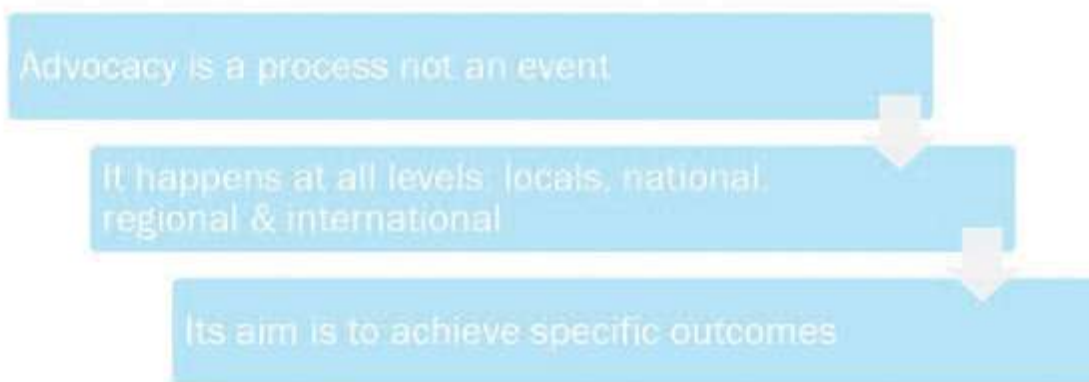 Advocacy is a process not an event
It happens at all levels locals, national,
regional & international
Its aim is to achieve specific outcomes